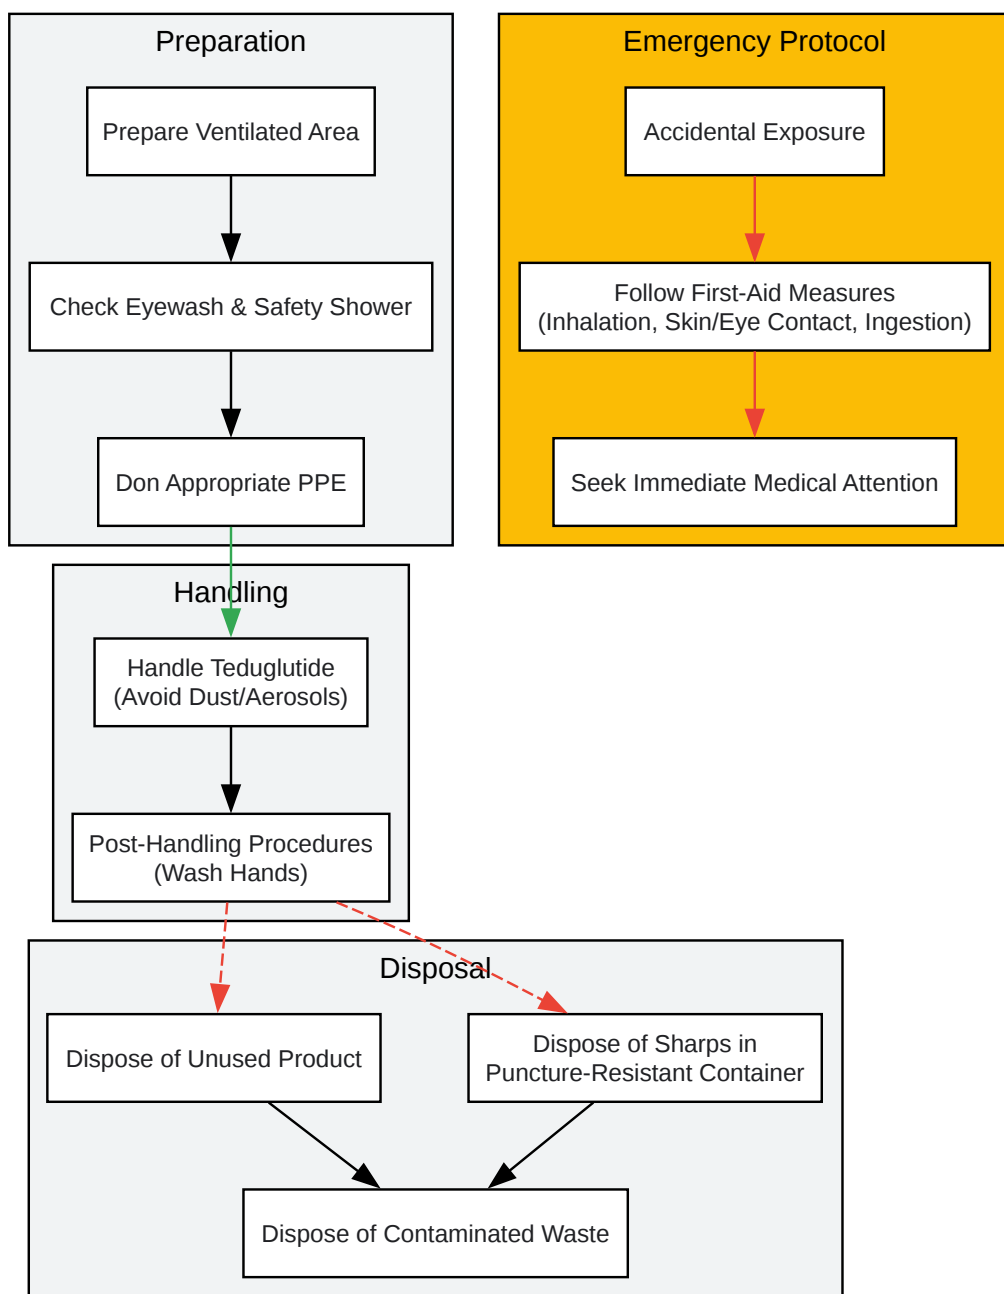 Preparation
Prepare Ventilated Area
Check Eyewash & Safety Shower
Don Appropriate PPE
Emergency Protocol
Accidental Exposure
Follow First-Aid Measures
(Inhalation, Skin/Eye Contact, Ingestion)
Seek Immediate Medical Attention
Handling
Handle Teduglutide
(Avoid Dust/Aerosols)
Post-Handling Procedures
(Wash Hands)
Disposal
Dispose of Unused Product
Dispose of Sharps in
Puncture-Resistant Container
Dispose of Contaminated Waste